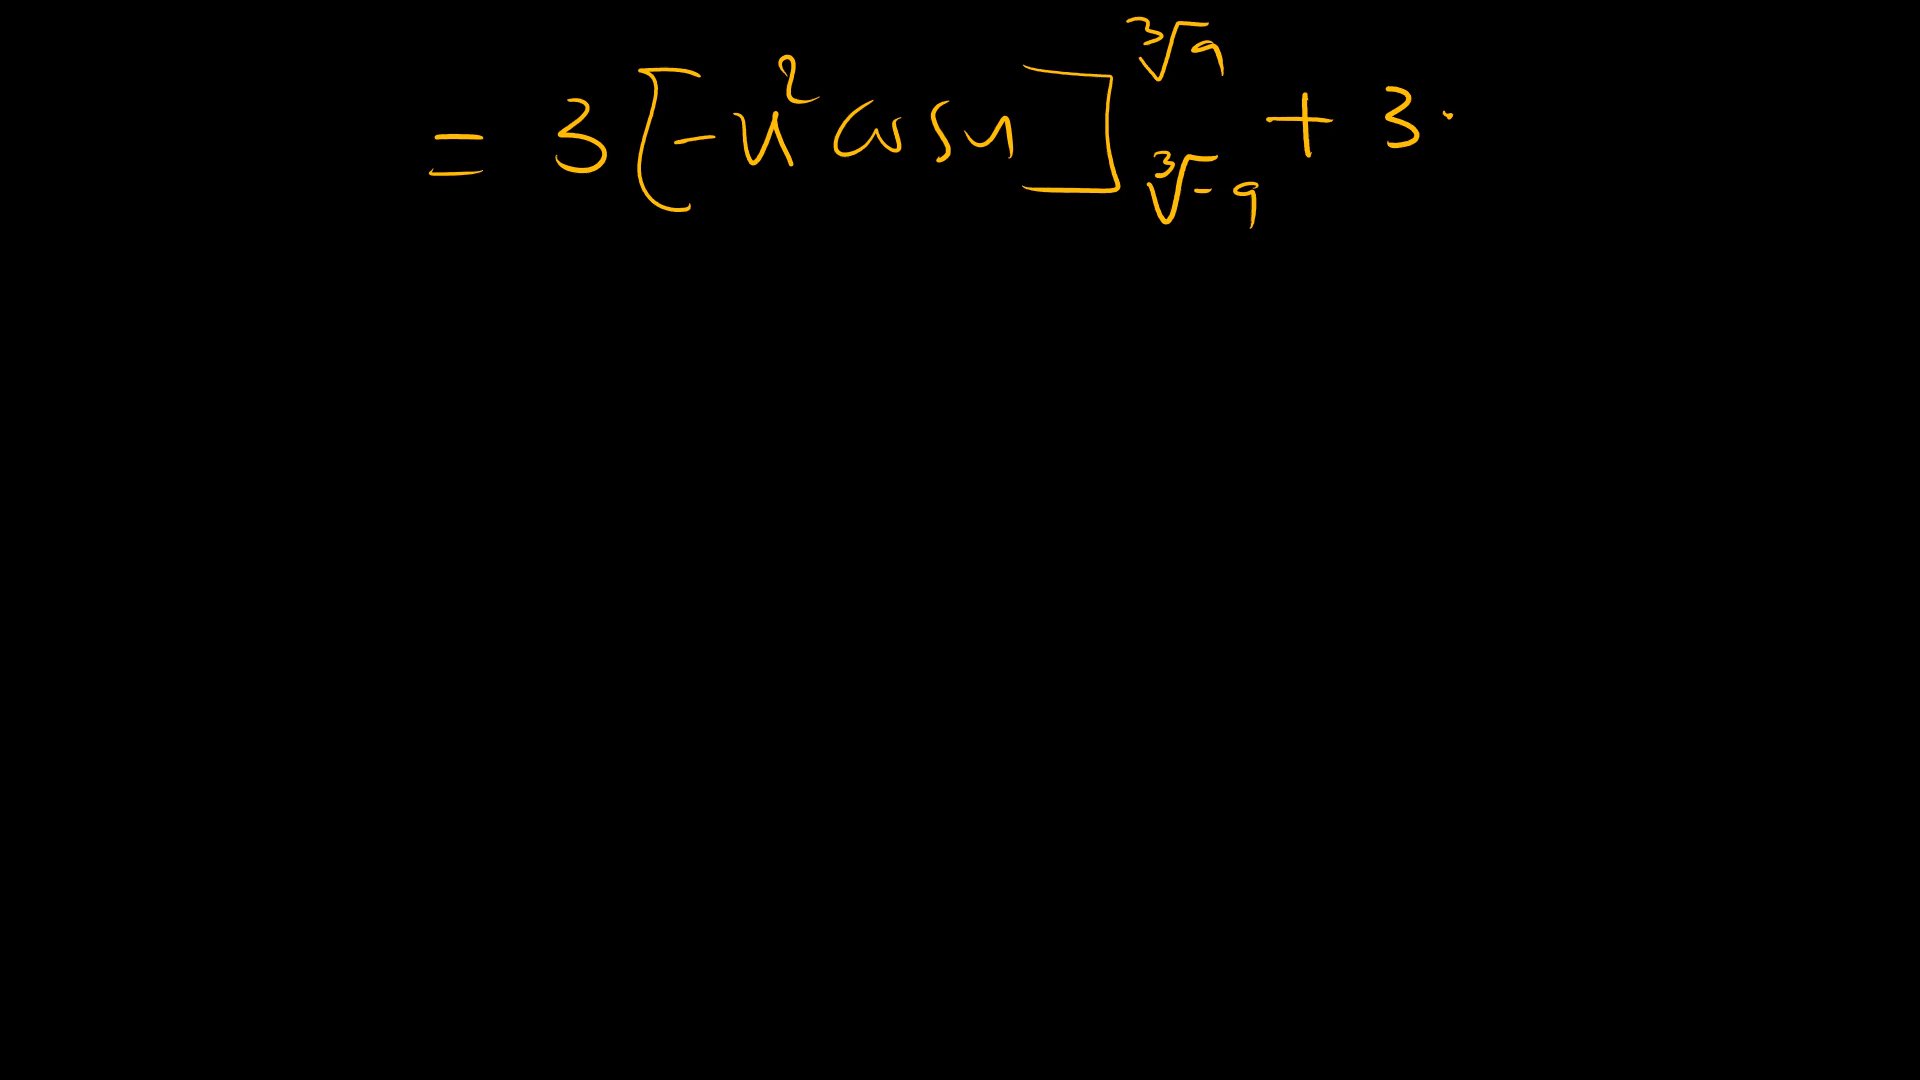 = 3 [-u² cos u]_{∛-9}^{∛9} + 3·